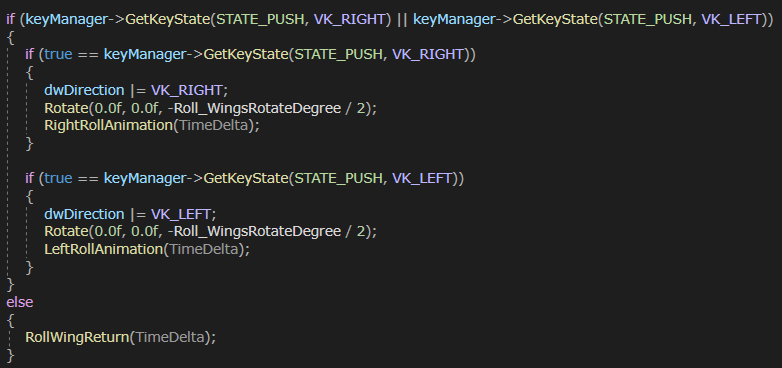 if (keyManager->GetKeyState(STATE_PUSH, VK_RIGHT) || keyManager->GetKeyState(STATE_PUSH, VK_LEFT))
{
if (true == keyManager->GetKeyState(STATE_PUSH, VK_RIGHT))
{
dwDirection |= VK_RIGHT;
Rotate(0.0f, 0.0f, -Roll_WingsRotateDegree / 2);
RightRollAnimation(TimeDelta);
}
if (true == keyManager->GetKeyState(STATE_PUSH, VK_LEFT))
{
dwDirection |= VK_LEFT;
Rotate(0.0f, 0.0f, -Roll_WingsRotateDegree / 2);
LeftRollAnimation(TimeDelta);
}
}
else
{
RollWingReturn(TimeDelta);
}